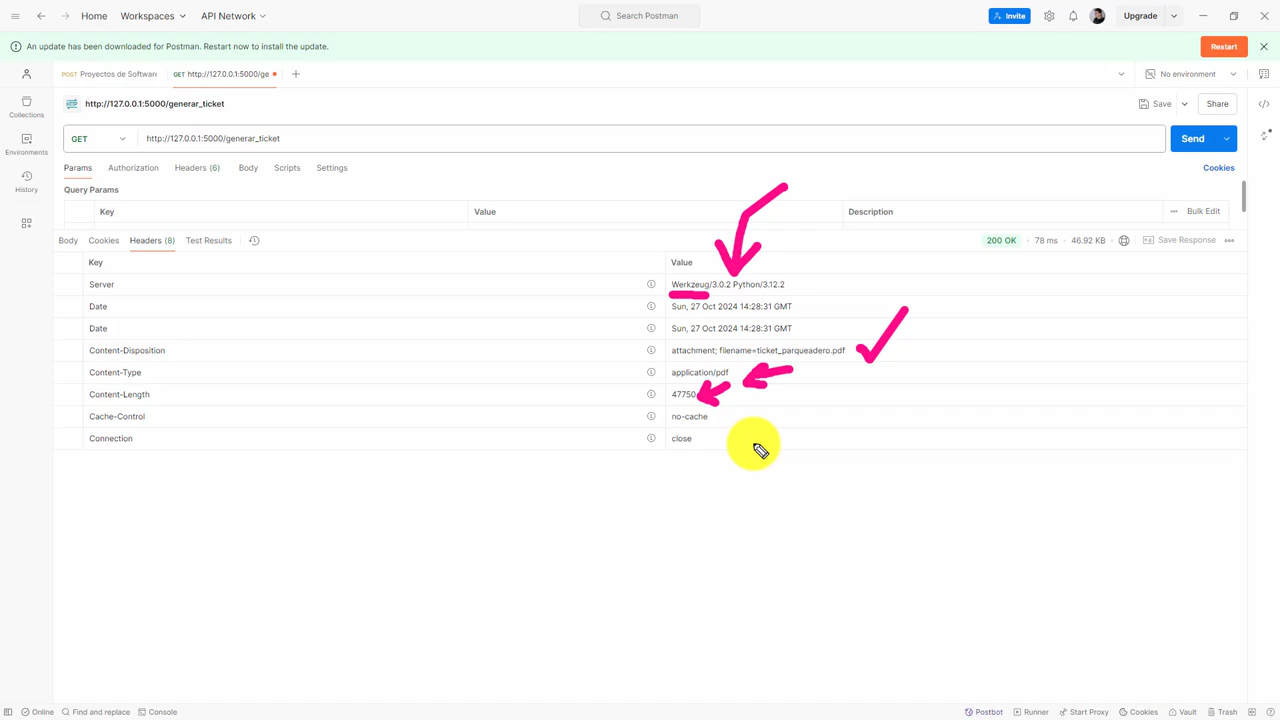 Home Workspaces API Network Search Postman Invite Upgrade
An update has been downloaded for Postman. Restart now to install the update. Restart
POST Proyectos de Softwar GET http://127.0.0.1:5000/ge No environment
http://127.0.0.1:5000/generar_ticket Save Share
GET http://127.0.0.1:5000/generar_ticket Send
Collections
Environments
History
Params Authorization Headers (6) Body Scripts Settings Cookies
Query Params
Key Value Description Bulk Edit
Body Cookies Headers (8) Test Results 200 OK 78 ms 46.92 KB Save Response
Key Value
Server Werkzeug/3.0.2 Python/3.12.2
Date Sun, 27 Oct 2024 14:28:31 GMT
Date Sun, 27 Oct 2024 14:28:31 GMT
Content-Disposition attachment; filename=ticket_parqueadero.pdf
Content-Type application/pdf
Content-Length 47750
Cache-Control no-cache
Connection close
Online Find and replace Console Postbot Runner Start Proxy Cookies Vault Trash